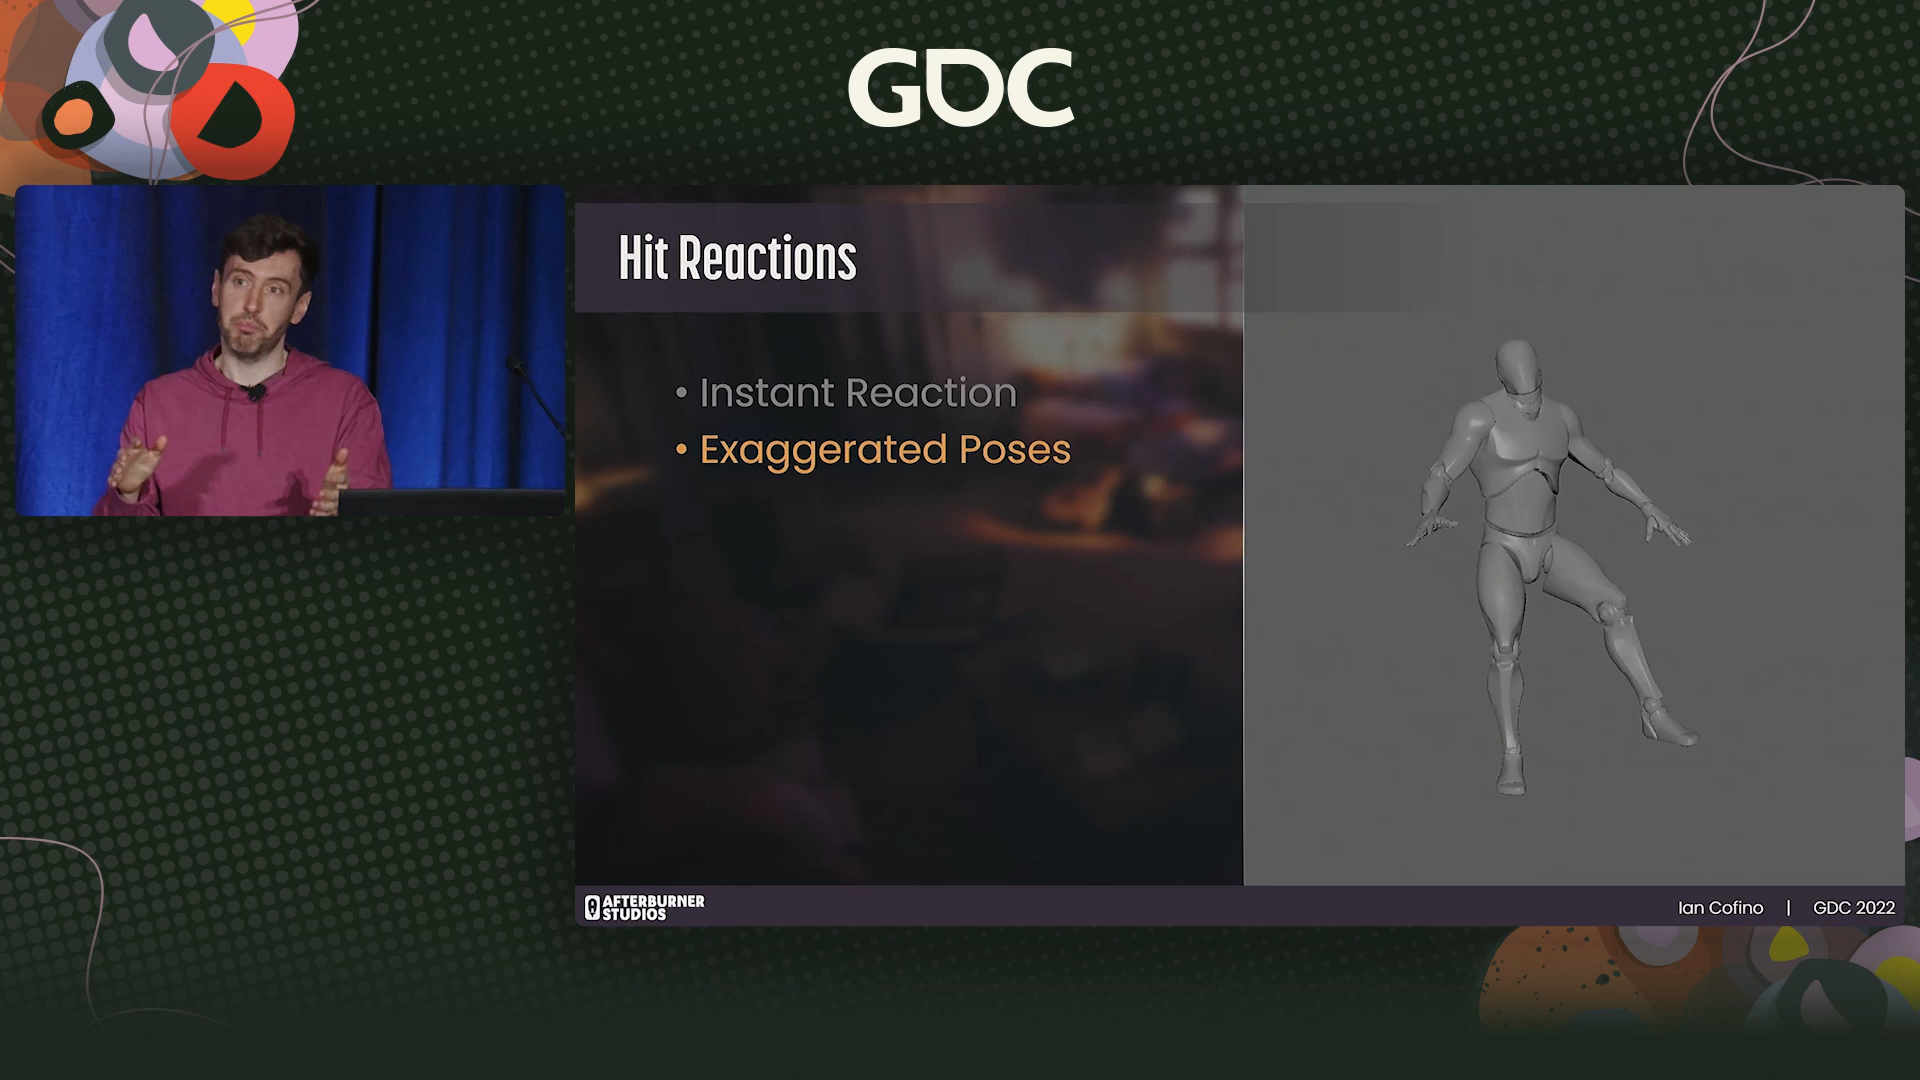 GDC
Hit Reactions
• Instant Reaction
• Exaggerated Poses
AFTERBURNER
STUDIOS
Ian Cofino | GDC 2022